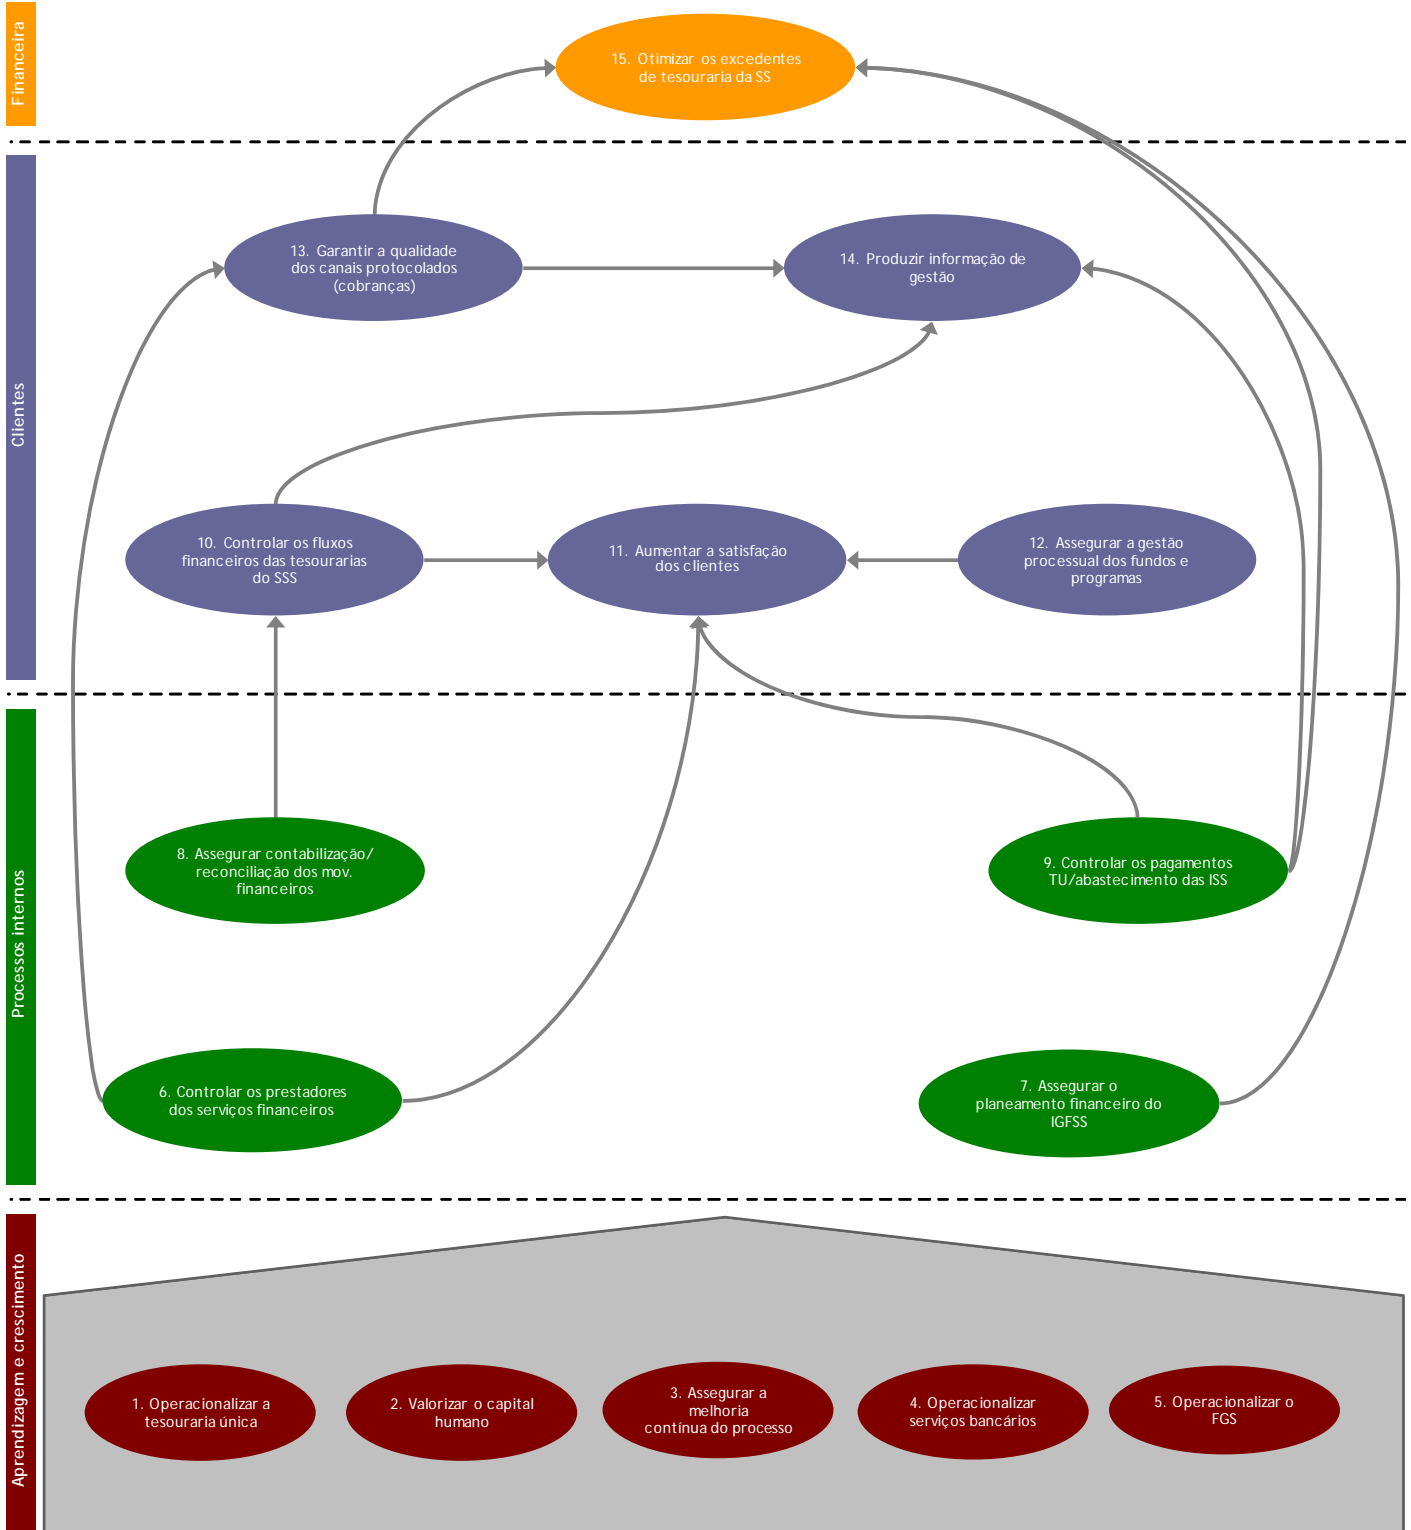 Financeira
15. Otimizar os excedentes
de tesouraria da SS
Clientes
13. Garantir a qualidade
dos canais protocolados
(cobranças)
14. Produzir informação de
gestão
10. Controlar os fluxos
financeiros das tesourarias
do SSS
11. Aumentar a satisfação
dos clientes
12. Assegurar a gestão
processual dos fundos e
programas
Processos internos
8. Assegurar contabilização/
reconciliação dos mov.
financeiros
9. Controlar os pagamentos
TU/abastecimento das ISS
6. Controlar os prestadores
dos serviços financeiros
7. Assegurar o
planeamento financeiro do
IGFSS
Aprendizagem e crescimento
1. Operacionalizar a
tesouraria única
2. Valorizar o capital
humano
3. Assegurar a
melhoria
contínua do processo
4. Operacionalizar
serviços bancários
5. Operacionalizar o
FGS